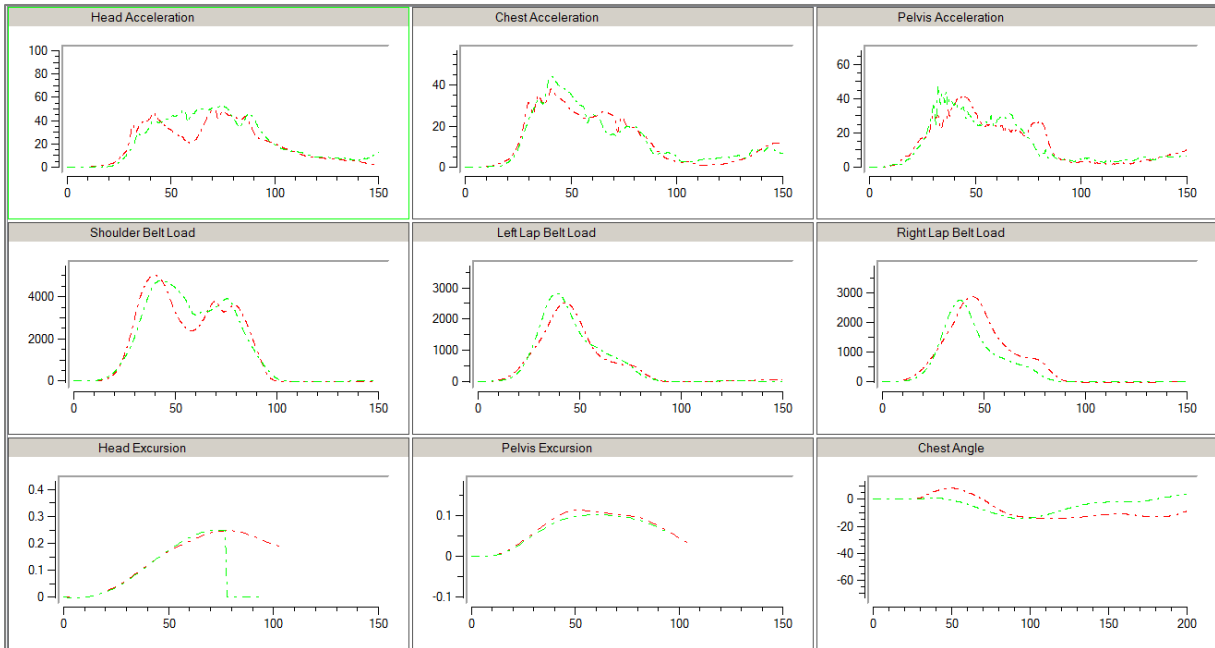 Head Acceleration
Chest Acceleration
Pelvis Acceleration
100
80
60
40
20
0
0 50 100 150
40
20
0
0 50 100 150
60
40
20
0
0 50 100 150
Shoulder Belt Load
Left Lap Belt Load
Right Lap Belt Load
4000
2000
0
0 50 100 150
3000
2000
1000
0
0 50 100 150
3000
2000
1000
0
0 50 100 150
Head Excursion
Pelvis Excursion
Chest Angle
0.4
0.3
0.2
0.1
0
0 50 100 150
0.1
0
-0.1
0 50 100 150
0
-20
-40
-60
0 50 100 150 200